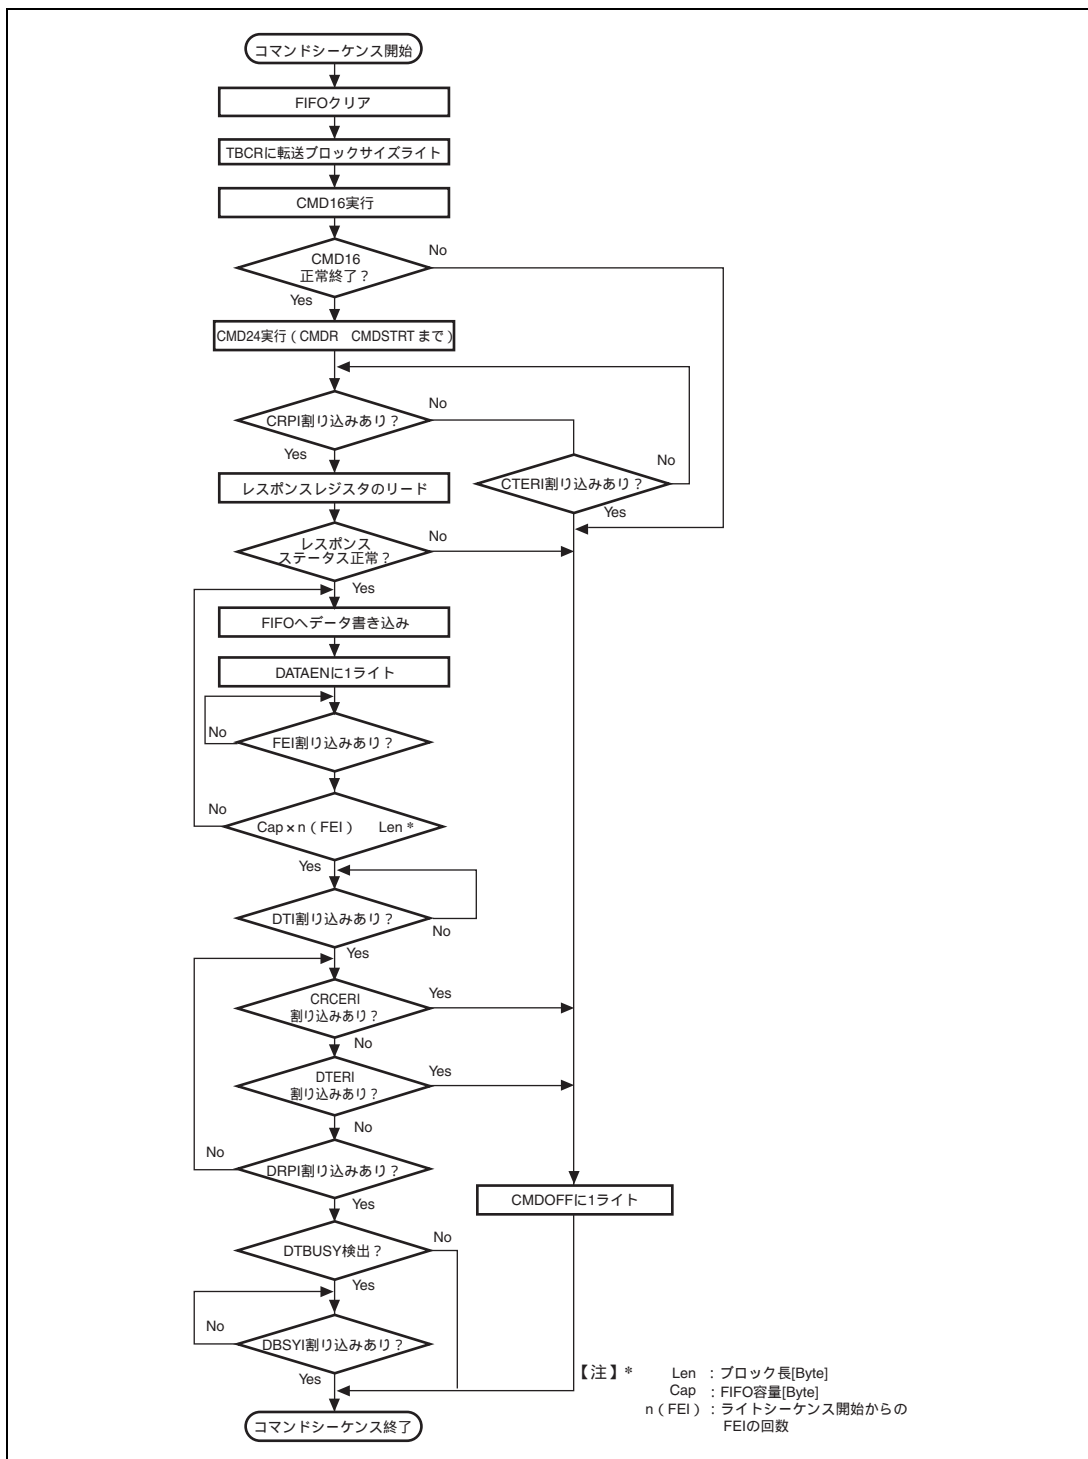 コマンドシーケンス開始
FIFOクリア
TBCRに転送ブロックサイズライト
CMD16実行
CMD16
正常終了？
No
Yes
CMD24実行（CMDR　CMDSTRT まで）
CRPI割り込みあり？
No
Yes
CTERI割り込みあり？
No
Yes
レスポンスレジスタのリード
レスポンス
ステータス正常？
No
Yes
FIFOへデータ書き込み
DATAENに1ライト
FEI割り込みあり？
No
Cap×n（FEI）　Len *
No
Yes
DTI割り込みあり？
No
Yes
CRCERI
割り込みあり？
Yes
No
DTERI
割り込みあり？
Yes
No
DRPI割り込みあり？
No
Yes
CMDOFFに1ライト
DTBUSY検出？
No
Yes
DBSYI割り込みあり？
No
Yes
コマンドシーケンス終了
【注】*　Len ：ブロック長[Byte]
Cap ：FIFO容量[Byte]
n（FEI）：ライトシーケンス開始からの
FEIの回数